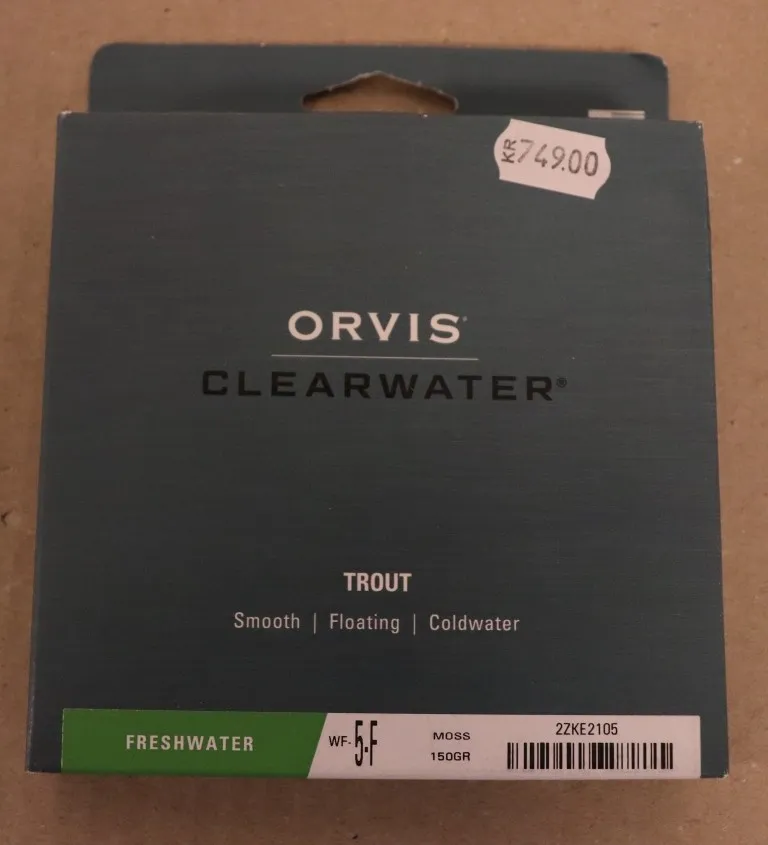 KR 749.00
ORVIS
CLEARWATER®
TROUT
Smooth | Floating | Coldwater
FRESHWATER
WF-5-F
MOSS
150GR
2ZKE2105